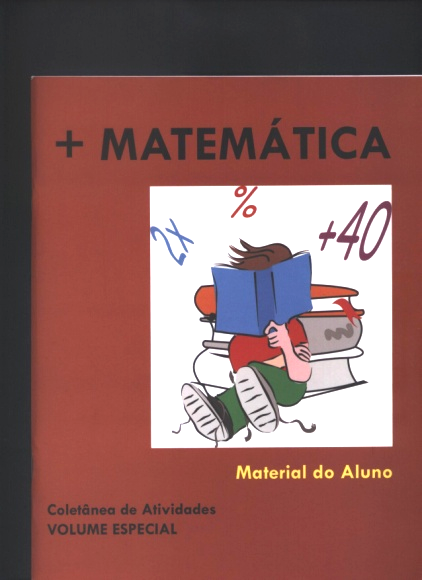 + MATEMÁTICA
%
2x
+40
Material do Aluno
Coletânea de Atividades
VOLUME ESPECIAL